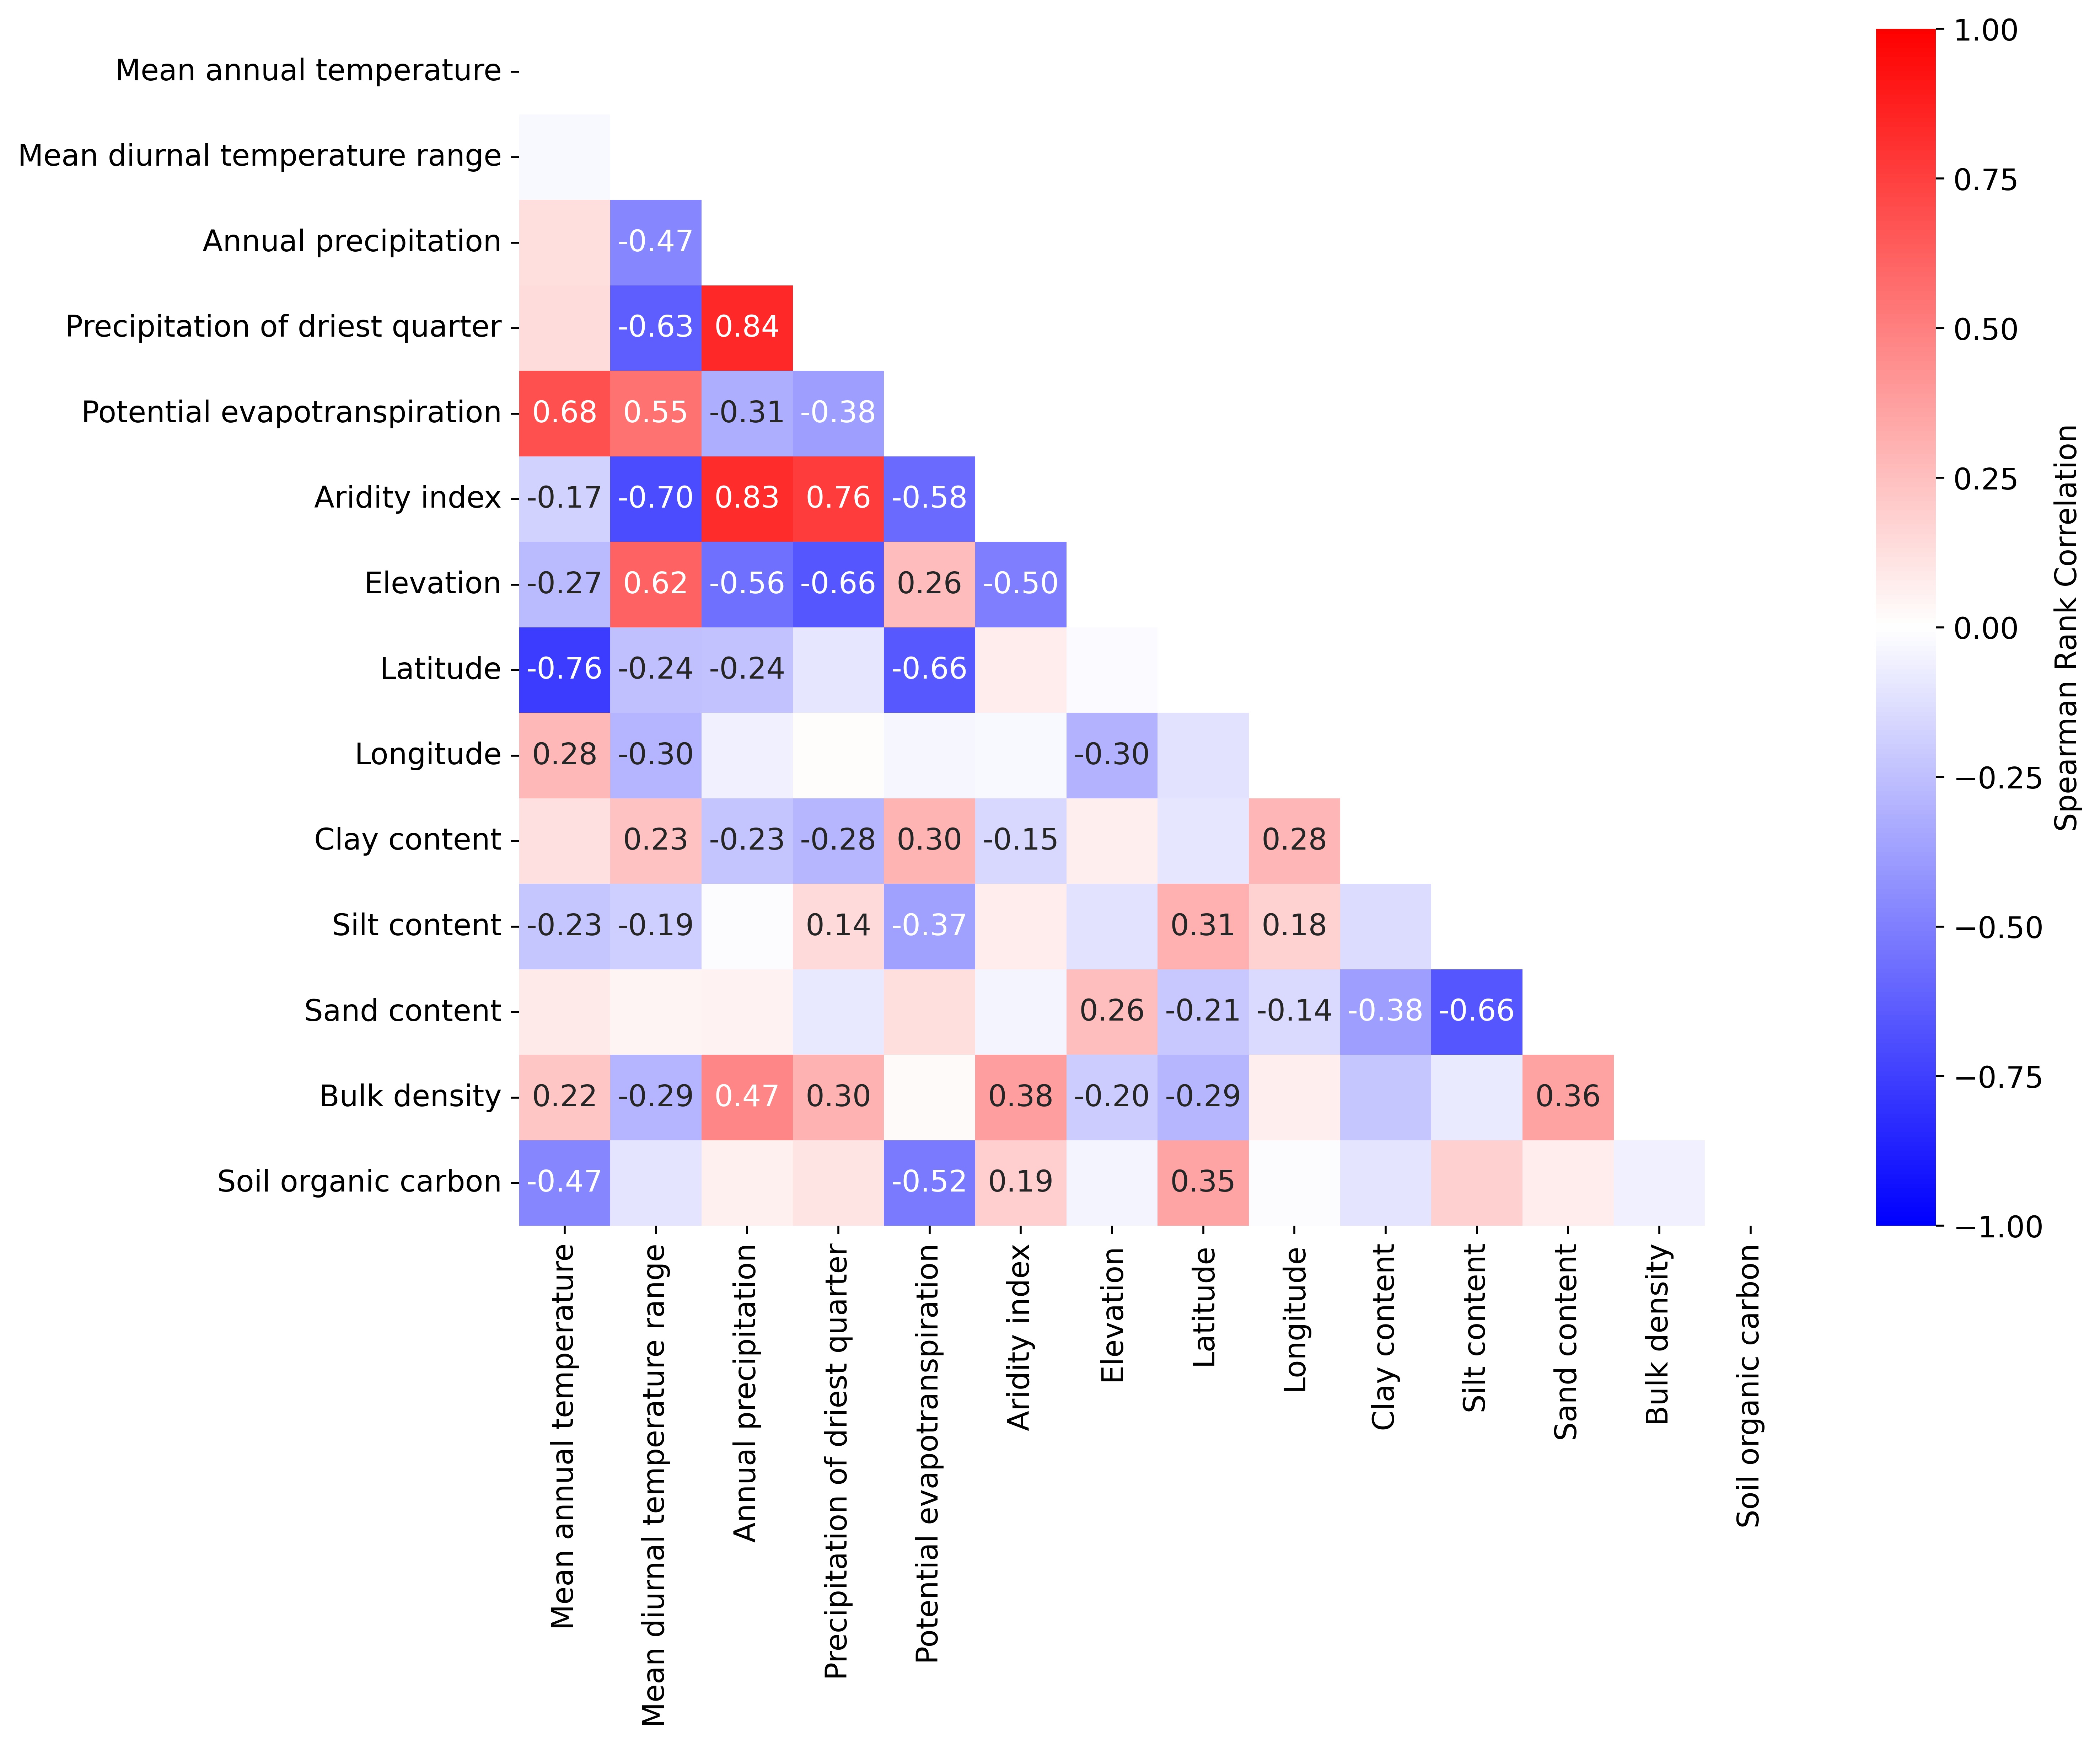 Mean annual temperature
Mean diurnal temperature range
Annual precipitation -0.47
Precipitation of driest quarter -0.63 0.84
Potential evapotranspiration 0.68 0.55 -0.31 -0.38
Aridity index -0.17 -0.70 0.83 0.76 -0.58
Elevation -0.27 0.62 -0.56 -0.66 0.26 -0.50
Latitude -0.76 -0.24 -0.24 -0.66
Longitude 0.28 -0.30 -0.30
Clay content 0.23 -0.23 -0.28 0.30 -0.15 0.28
Silt content -0.23 -0.19 0.14 -0.37 0.31 0.18
Sand content 0.26 -0.21 -0.14 -0.38 -0.66
Bulk density 0.22 -0.29 0.47 0.30 0.38 -0.20 -0.29 0.36
Soil organic carbon -0.47 -0.52 0.19 0.35
Mean annual temperature
Mean diurnal temperature range
Annual precipitation
Precipitation of driest quarter
Potential evapotranspiration
Aridity index
Elevation
Latitude
Longitude
Clay content
Silt content
Sand content
Bulk density
Soil organic carbon
1.00
0.75
0.50
0.25
0.00
−0.25
−0.50
−0.75
−1.00
Spearman Rank Correlation